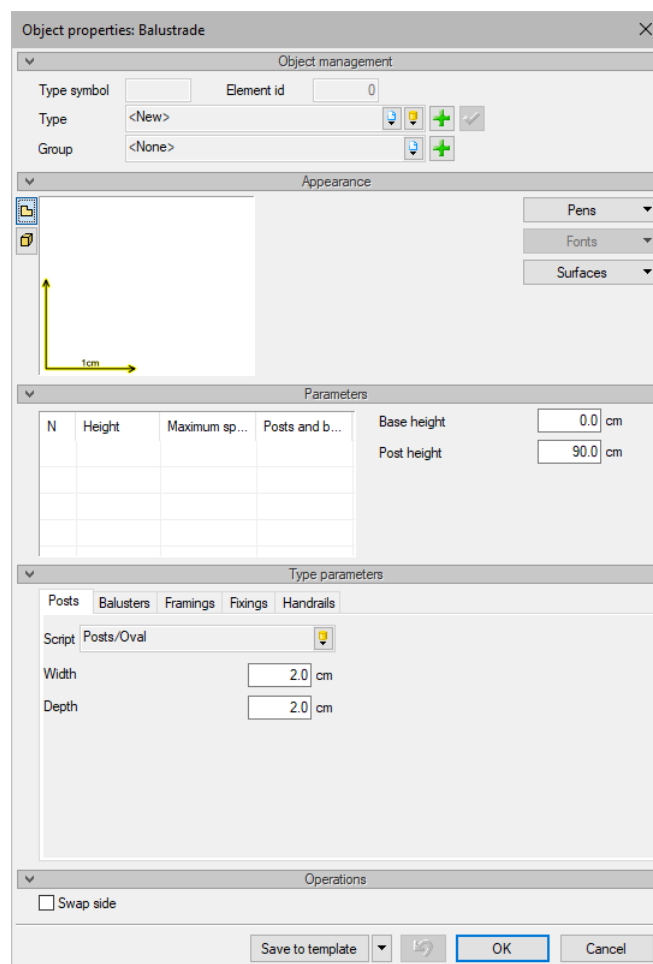 Object properties: Balustrade
Object management
Type symbol Element id 0
Type <New>
Group <None>
Appearance
Pens
Fonts
Surfaces
1cm
Parameters
N Height Maximum sp... Posts and b... Base height 0.0 cm
Post height 90.0 cm
Type parameters
Posts Balusters Framings Fixings Handrails
Script Posts/Oval
Width 2.0 cm
Depth 2.0 cm
Operations
Swap side
Save to template OK Cancel